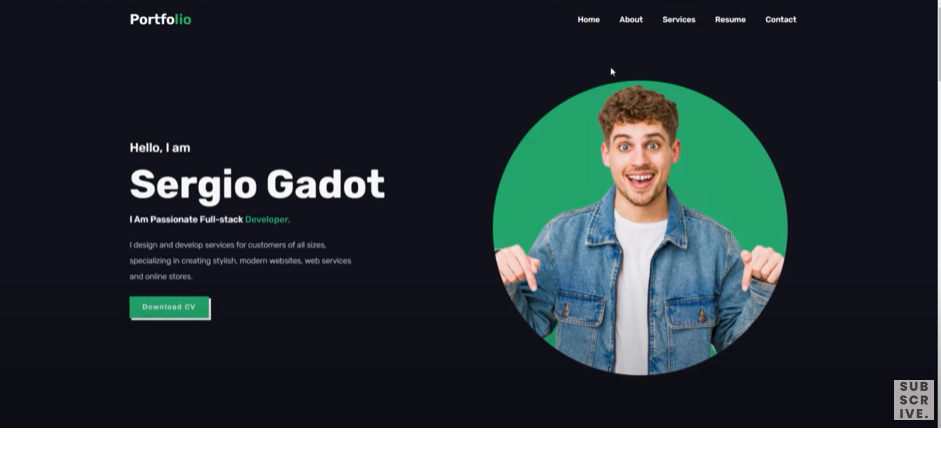 Portfolio
Home About Services Resume Contact
Hello, I am
Sergio Gadot
I Am Passionate Full-stack Developer.
I design and develop services for customers of all sizes,
specializing in creating stylish, modern websites, web services
and online stores.
Download CV
SUB
SCR
IVE.